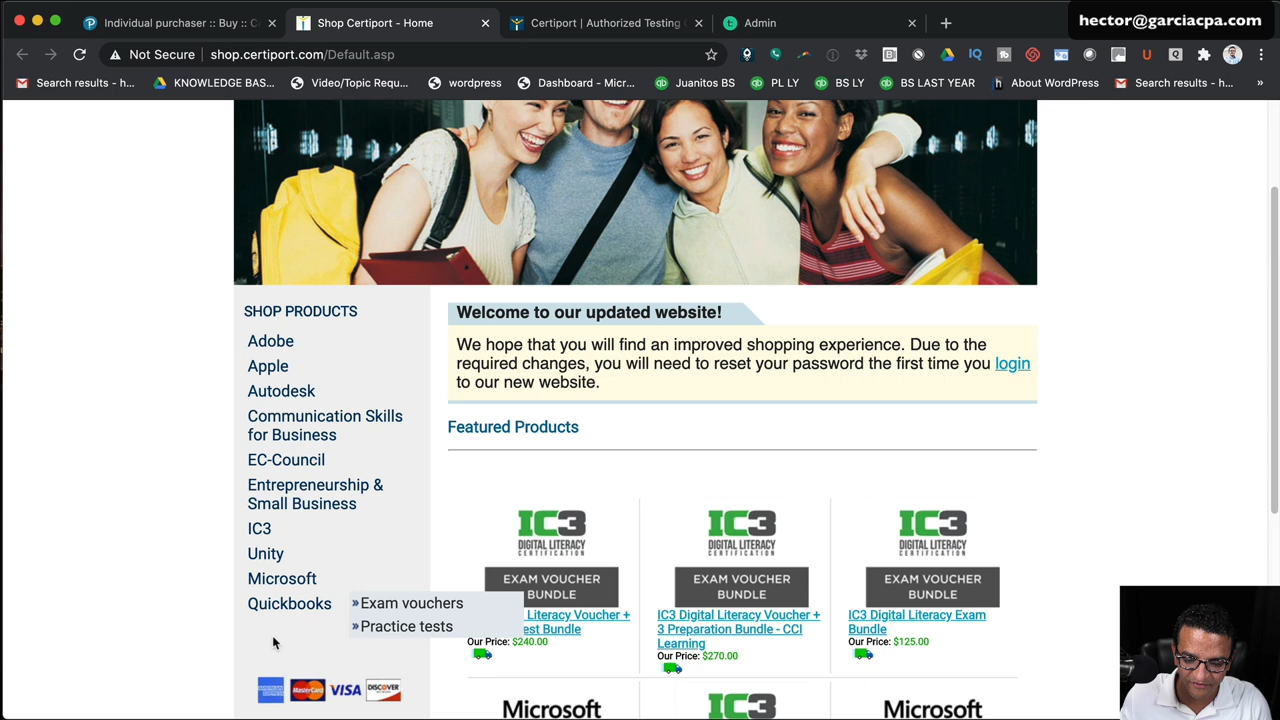 Individual purchaser :: Buy :: C
Shop Certiport - Home
Certiport | Authorized Testing
Admin
hector@garciacpa.com
Not Secure
shop.certiport.com/Default.asp
Search results - h...
KNOWLEDGE BAS...
Video/Topic Requ...
wordpress
Dashboard - Micr...
Juanitos BS
PL LY
BS LY
BS LAST YEAR
About WordPress
Search results - h...
SHOP PRODUCTS
Adobe
Apple
Autodesk
Communication Skills
for Business
EC-Council
Entrepreneurship &
Small Business
IC3
Unity
Microsoft
Quickbooks
» Exam vouchers
» Practice tests
MasterCard
VISA
DISCOVER
Welcome to our updated website!
We hope that you will find an improved shopping experience. Due to the
required changes, you will need to reset your password the first time you login
to our new website.
Featured Products
IC3
DIGITAL LITERACY
CERTIFICATION
EXAM VOUCHER
BUNDLE
Literacy Voucher +
est Bundle
Our Price: $240.00
IC3
DIGITAL LITERACY
CERTIFICATION
EXAM VOUCHER
BUNDLE
IC3 Digital Literacy Voucher +
3 Preparation Bundle - CCI
Learning
Our Price: $270.00
IC3
DIGITAL LITERACY
CERTIFICATION
EXAM VOUCHER
BUNDLE
IC3 Digital Literacy Exam
Bundle
Our Price: $125.00
Microsoft
IC3
Microsoft